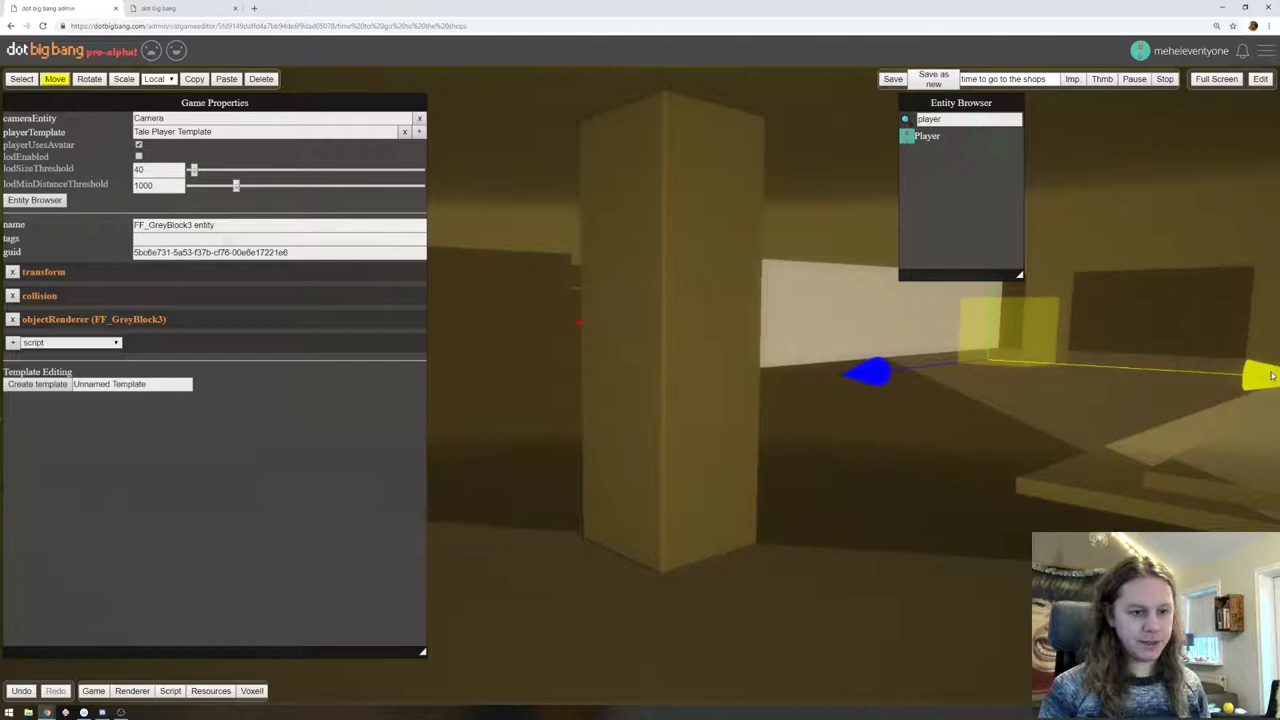 dot big bang admin
dot big bang
https://dotbigbang.com/admin/oldgameeditor/5fd9149daffd4a7bb94de6f9dad05078/time%20to%20go%20to%20the%20shops
dot big bang pre-alpha!
meheleventyone
Select Move Rotate Scale Local Copy Paste Delete
Save Save as new time to go to the shops Imp. Thmb Pause Stop Full Screen Edit
Game Properties
cameraEntity Camera x
playerTemplate Tale Player Template x +
playerUsesAvatar
lodEnabled
lodSizeThreshold 40
lodMinDistanceThreshold 1000
Entity Browser
name FF_GreyBlock3 entity
tags
guid 5bc6e731-5a53-f37b-cf76-00e6e17221e6
x transform
x collision
x objectRenderer (FF_GreyBlock3)
+ script
Template Editing
Create template Unnamed Template
Entity Browser
player
Player
Undo Redo Game Renderer Script Resources Voxell